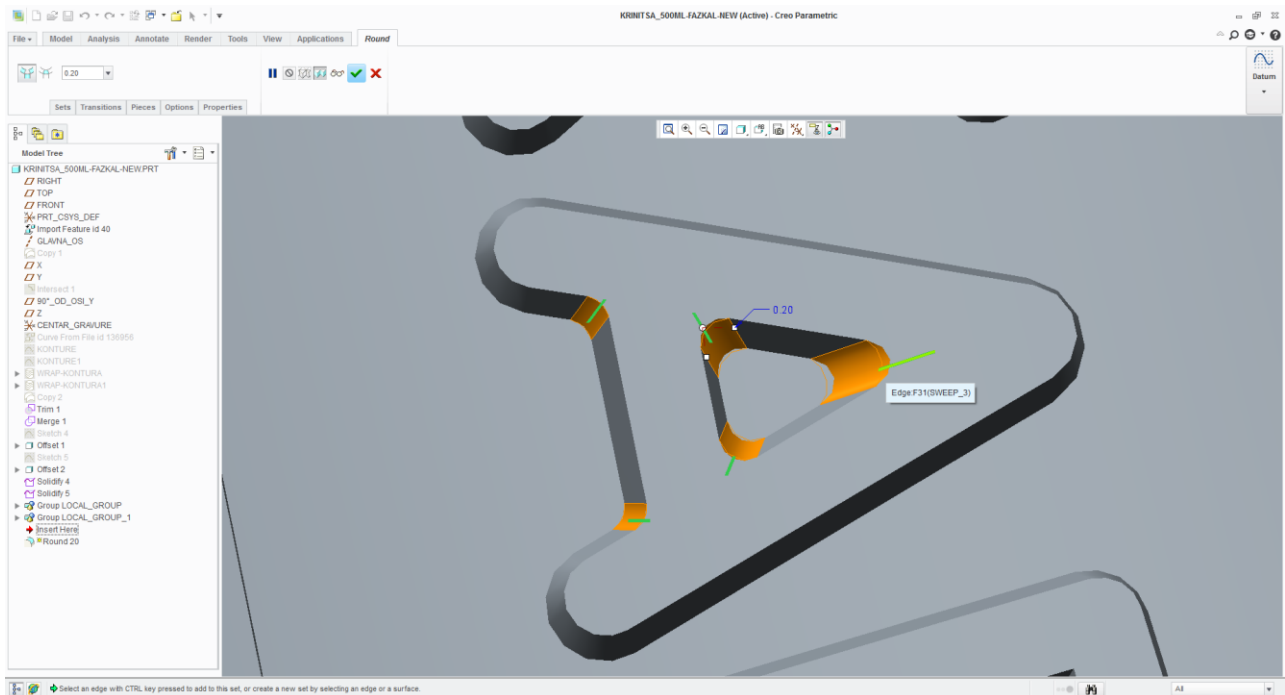 KRINITSA_500ML-FAZKAL-NEW (Active) - Creo Parametric
File Model Analysis Annotate Render Tools View Applications Round
0.20
Datum
Sets Transitions Pieces Options Properties
Model Tree
KRINITSA_500ML-FAZKAL-NEW.PRT
RIGHT
TOP
FRONT
PRT_CSYS_DEF
Import Feature id 40
GLAVNA_OS
Copy 1
X
Y
Intersect 1
90°_OD_OSI_Y
Z
CENTAR_GRAVURE
Curve From File id 136956
KONTURE
KONTURE1
WRAP-KONTURA
WRAP-KONTURA1
Copy 2
Trim 1
Merge 1
Sketch 4
Offset 1
Sketch 5
Offset 2
Solidify 4
Solidify 5
Group LOCAL_GROUP
Group LOCAL_GROUP_1
Insert Here
Round 20
0.20
Edge:F31(SWEEP_3)
Select an edge with CTRL key pressed to add to this set, or create a new set by selecting an edge or a surface.
All